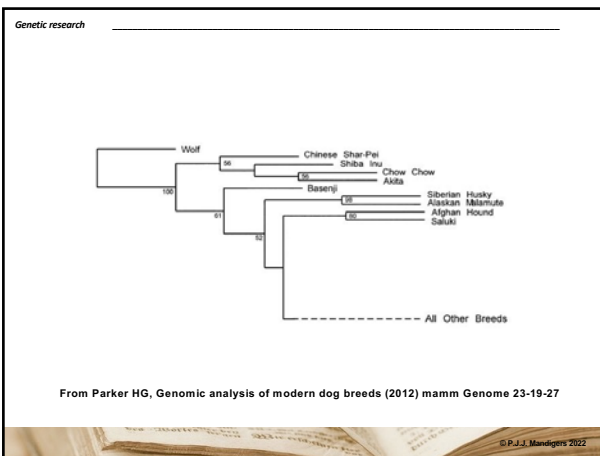 Genetic research
Wolf
Chinese Shar-Pei
56
Shiba Inu
Chow Chow
56
Akita
100
Basenji
Siberian Husky
98
Alaskan Malamute
61
Afghan Hound
80
Saluki
52
All Other Breeds
From Parker HG, Genomic analysis of modern dog breeds (2012) mamm Genome 23-19-27
© P.J.J. Mandigers 2022